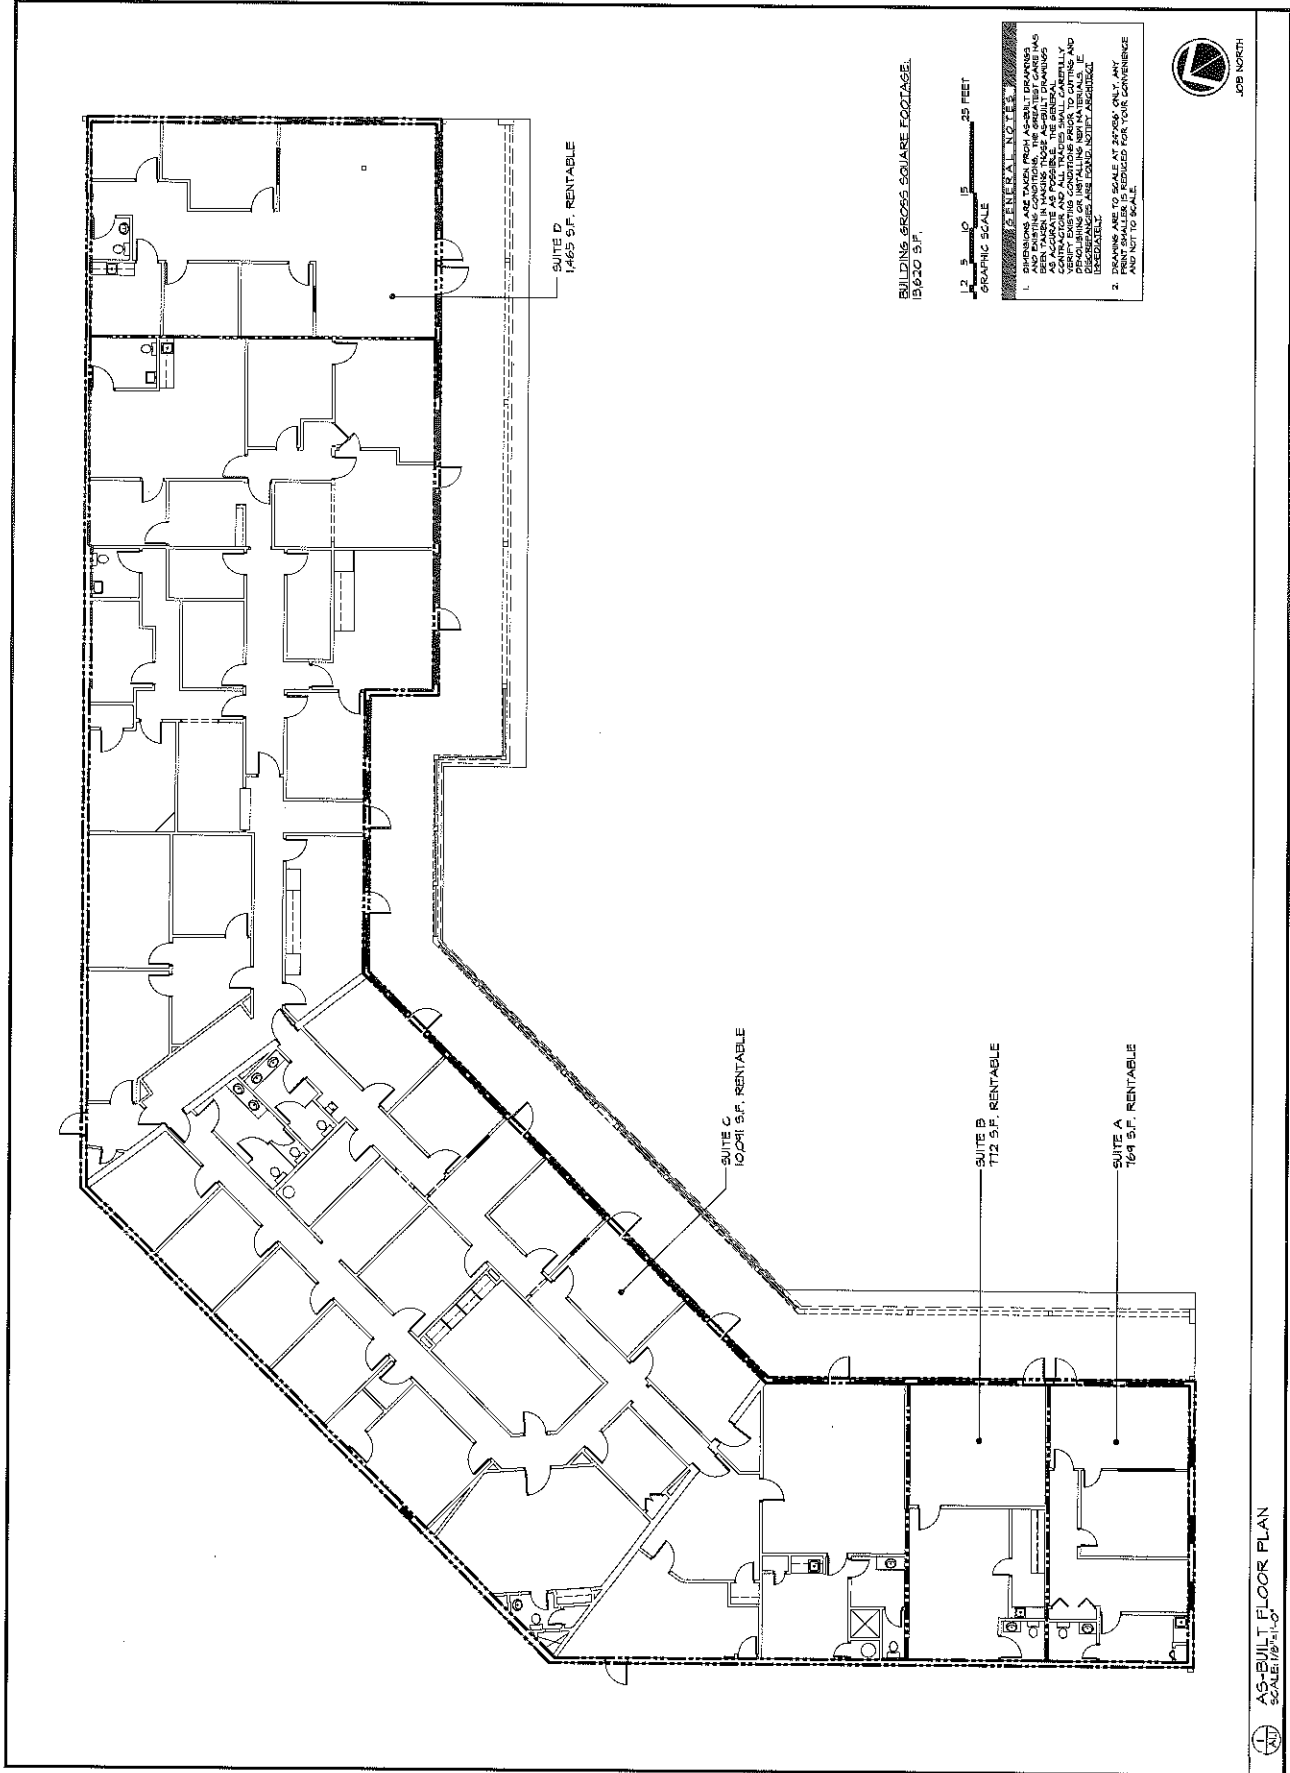 SUITE D
1,465 S.F. RENTABLE
BUILDING GROSS SQUARE FOOTAGE:
13,620 S.F.
1 2 5 10 15 25 FEET
GRAPHIC SCALE
GENERAL NOTES
1. DIMENSIONS ARE TAKEN FROM AS-BUILT DRAWINGS
AND EXISTING CONDITIONS. THE GREATEST CARE HAS
BEEN TAKEN IN MAKING THOSE AS-BUILT DRAWINGS
AS ACCURATE AS POSSIBLE. THE GENERAL
CONTRACTOR AND ALL TRADES SHALL CAREFULLY
VERIFY EXISTING CONDITIONS PRIOR TO CUTTING AND
DEMOLISHING OR INSTALLING NEW MATERIALS. IF
DISCREPANCIES ARE FOUND, NOTIFY ARCHITECT
IMMEDIATELY.
2. DRAWING ARE TO SCALE AT 24"X36" ONLY. ANY
PRINT SMALLER IS REDUCED FOR YOUR CONVENIENCE
AND NOT TO SCALE.
JOB NORTH
SUITE C
10,091 S.F. RENTABLE
SUITE B
772 S.F. RENTABLE
SUITE A
769 S.F. RENTABLE
1
A1.1
AS-BUILT FLOOR PLAN
SCALE: 1/8"=1'-0"